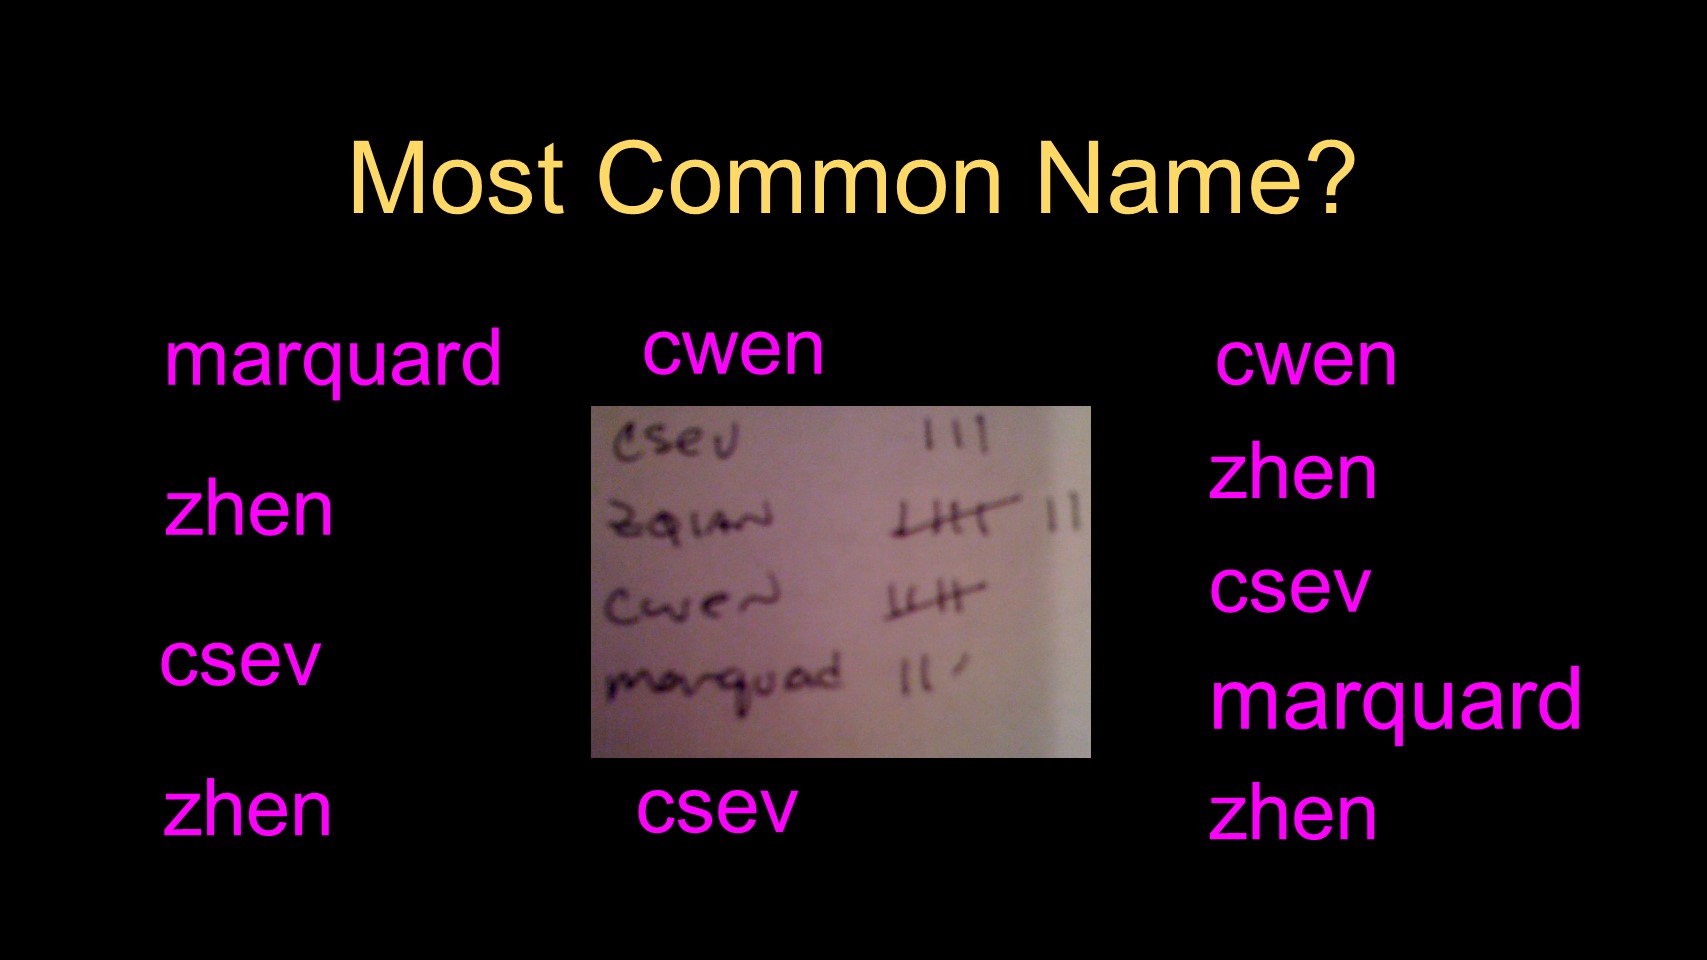 Most Common Name?
marquard
zhen
csev
zhen
cwen
csev III
zqian IIII II
cwen IIII
marquad II'
csev
cwen
zhen
csev
marquard
zhen